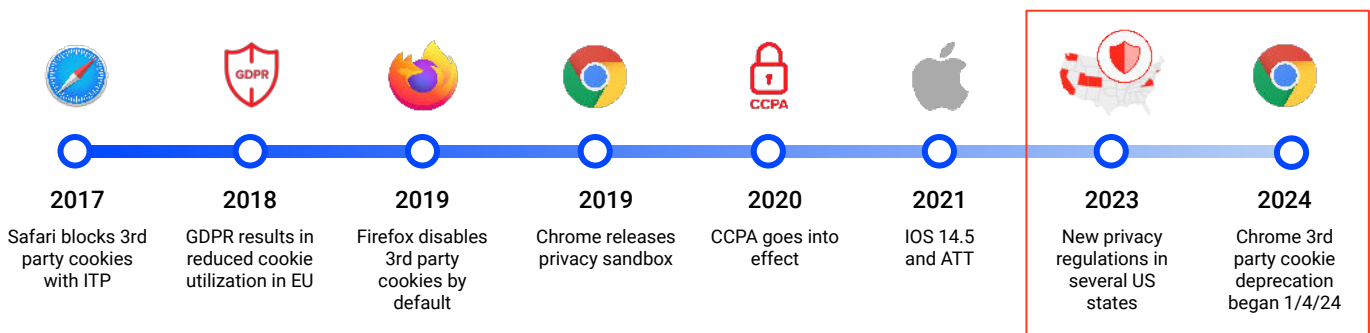 GDPR
CCPA
2017
Safari blocks 3rd
party cookies
with ITP
2018
GDPR results in
reduced cookie
utilization in EU
2019
Firefox disables
3rd party
cookies by
default
2019
Chrome releases
privacy sandbox
2020
CCPA goes into
effect
2021
IOS 14.5
and ATT
2023
New privacy
regulations in
several US
states
2024
Chrome 3rd
party cookie
deprecation
began 1/4/24